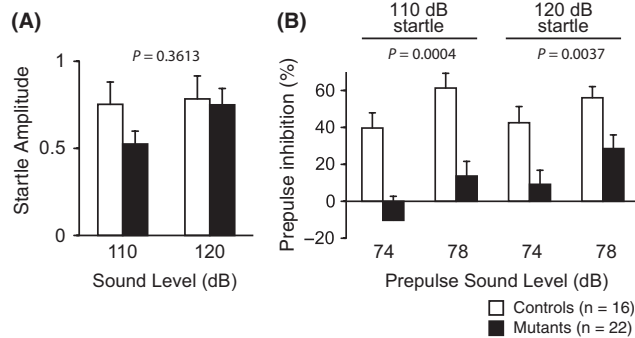 (A)
P = 0.3613
Startle Amplitude
1
0.5
0
110
120
Sound Level (dB)
(B)
110 dB
startle
120 dB
startle
P = 0.0004
P = 0.0037
Prepulse inhibition (%)
60
40
20
0
−20
74
78
74
78
Prepulse Sound Level (dB)
Controls (n = 16)
Mutants (n = 22)